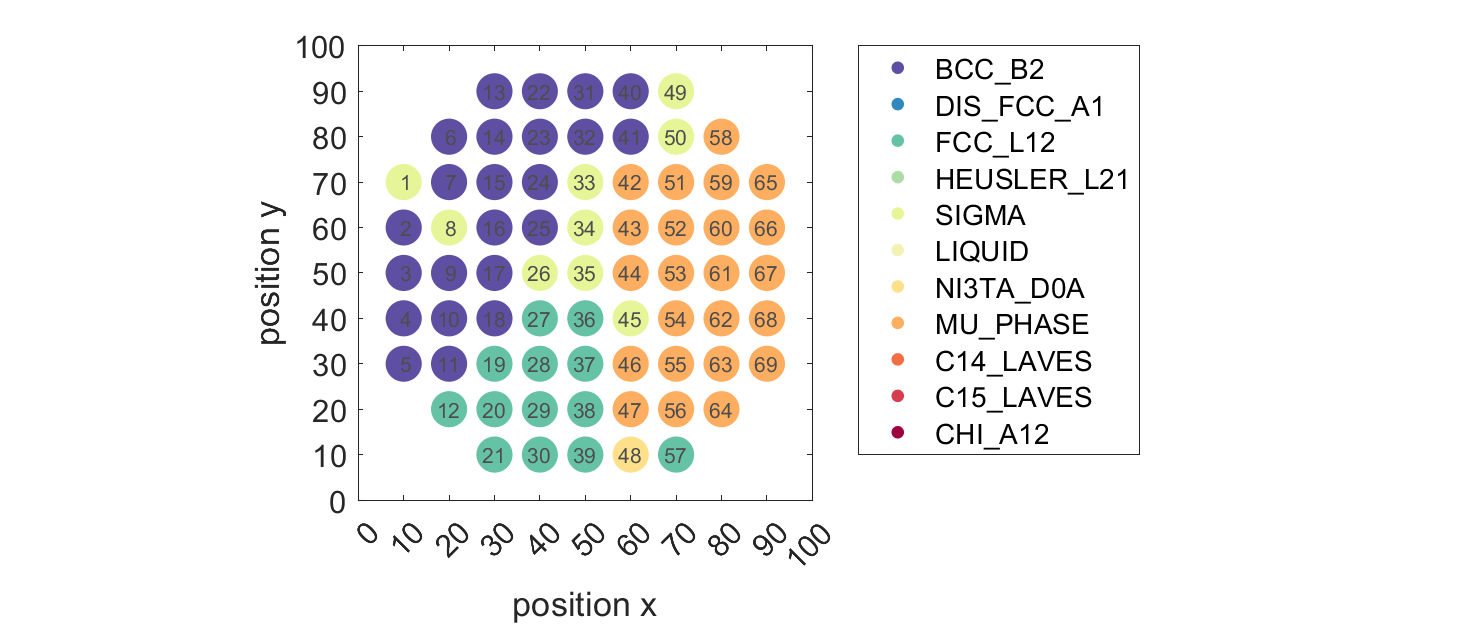 100
90 13 22 31 40 49
80 6 14 23 32 41 50 58
70 1 7 15 24 33 42 51 59 65
60 2 8 16 25 34 43 52 60 66
50 3 9 17 26 35 44 53 61 67
40 4 10 18 27 36 45 54 62 68
30 5 11 19 28 37 46 55 63 69
20 12 20 29 38 47 56 64
10 21 30 39 48 57
0
position y
0 10 20 30 40 50 60 70 80 90 100
position x
BCC_B2
DIS_FCC_A1
FCC_L12
HEUSLER_L21
SIGMA
LIQUID
NI3TA_D0A
MU_PHASE
C14_LAVES
C15_LAVES
CHI_A12